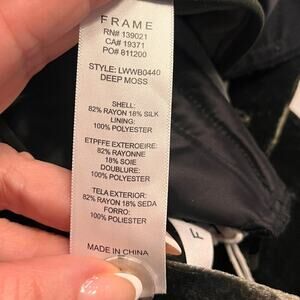 FRAME
RN# 139021
CA# 19371
PO# 811200
STYLE: LWWB0440
DEEP MOSS
SHELL:
82% RAYON 18% SILK
LINING:
100% POLYESTER
ETPFFE EXTEROEIRE:
82% RAYONNE
18% SOIE
DOUBLURE:
100% POLYESTER
TELA EXTERIOR:
82% RAYON 18% SEDA
FORRO:
100% POLIESTER
MADE IN CHINA
F